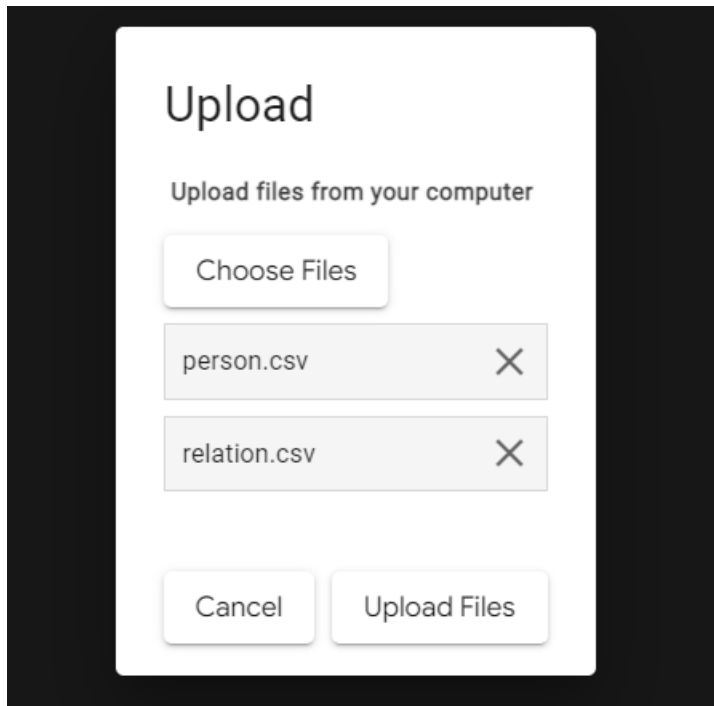 Upload
Upload files from your computer
Choose Files
person.csv
relation.csv
Cancel Upload Files